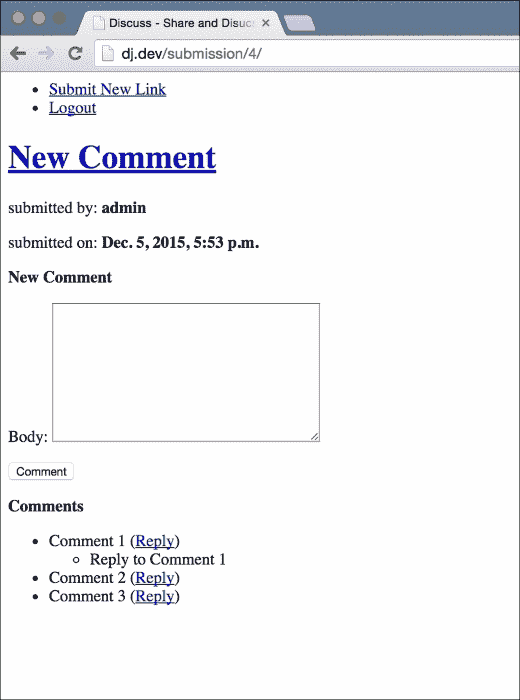 Discuss - Share and Disuc
dj.dev/submission/4/
Submit New Link
Logout
New Comment
submitted by: admin
submitted on: Dec. 5, 2015, 5:53 p.m.
New Comment
Body:
Comment
Comments
Comment 1 (Reply)
Reply to Comment 1
Comment 2 (Reply)
Comment 3 (Reply)